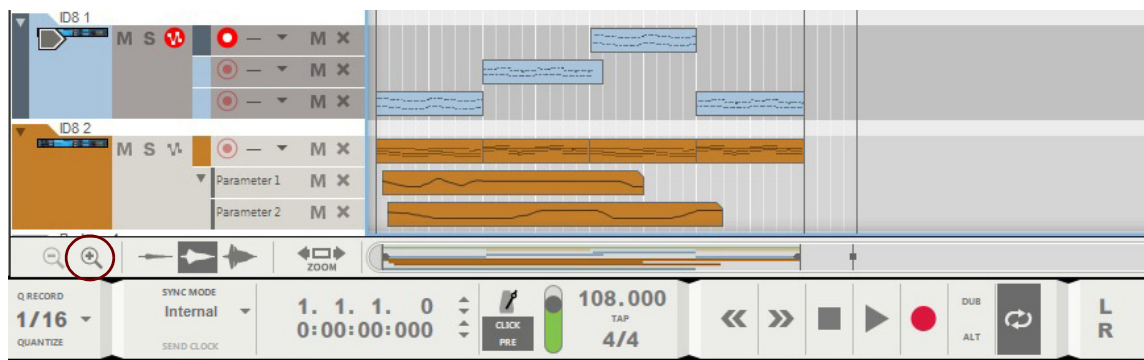 ID8 1
M S — M ×
— M ×
— M ×
ID8 2
M S — M ×
Parameter 1 M ×
Parameter 2 M ×
ZOOM
Q RECORD
1/16
QUANTIZE
SYNC MODE
Internal
SEND CLOCK
1. 1. 1. 0
0:00:00:000
CLICK
PRE
108.000
TAP
4/4
DUB
ALT
L
R